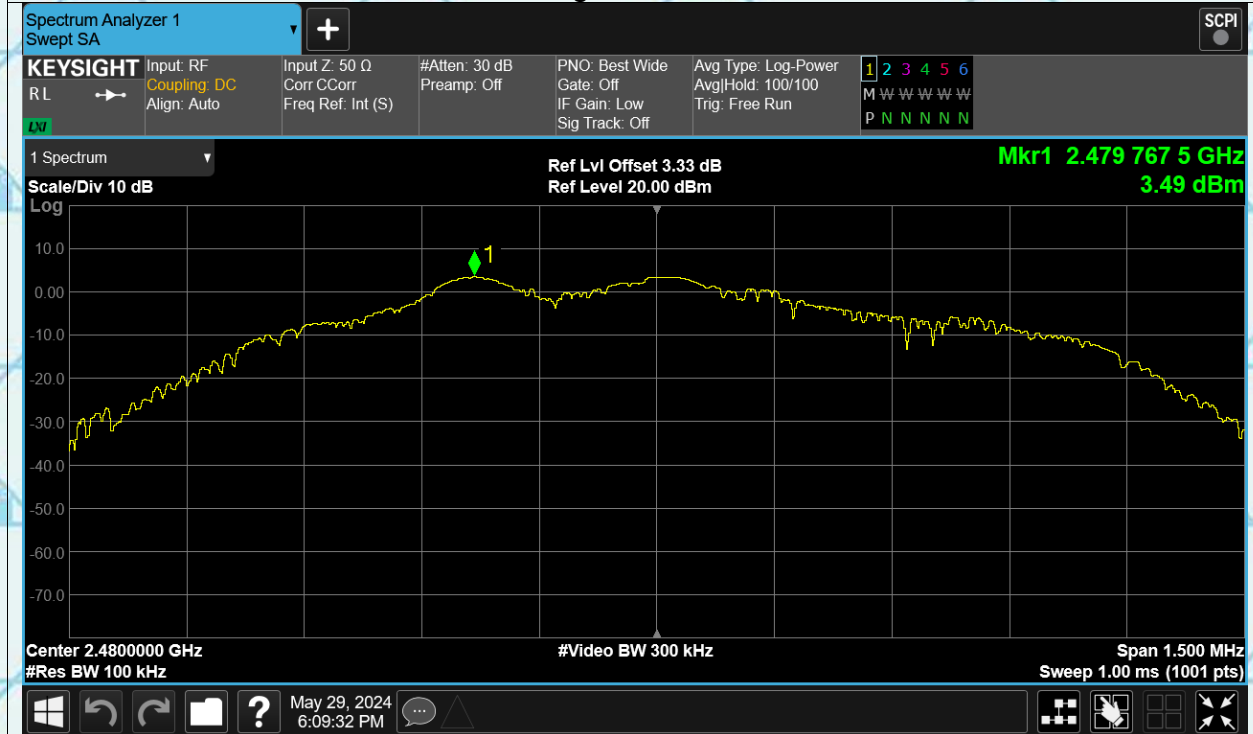 Spectrum Analyzer 1
Swept SA
+
SCPI
KEYSIGHT
R L
LXI
Input: RF
Coupling: DC
Align: Auto
Input Z: 50 Ω
Corr CCorr
Freq Ref: Int (S)
#Atten: 30 dB
Preamp: Off
PNO: Best Wide
Gate: Off
IF Gain: Low
Sig Track: Off
Avg Type: Log-Power
Avg|Hold: 100/100
Trig: Free Run
1 2 3 4 5 6
M W W W W W
P N N N N N
1 Spectrum
Scale/Div 10 dB
Log
Ref Lvl Offset 3.33 dB
Ref Level 20.00 dBm
Mkr1 2.479 767 5 GHz
3.49 dBm
1
10.0
0.00
-10.0
-20.0
-30.0
-40.0
-50.0
-60.0
-70.0
Center 2.4800000 GHz
#Res BW 100 kHz
#Video BW 300 kHz
Span 1.500 MHz
Sweep 1.00 ms (1001 pts)
?
May 29, 2024
6:09:32 PM